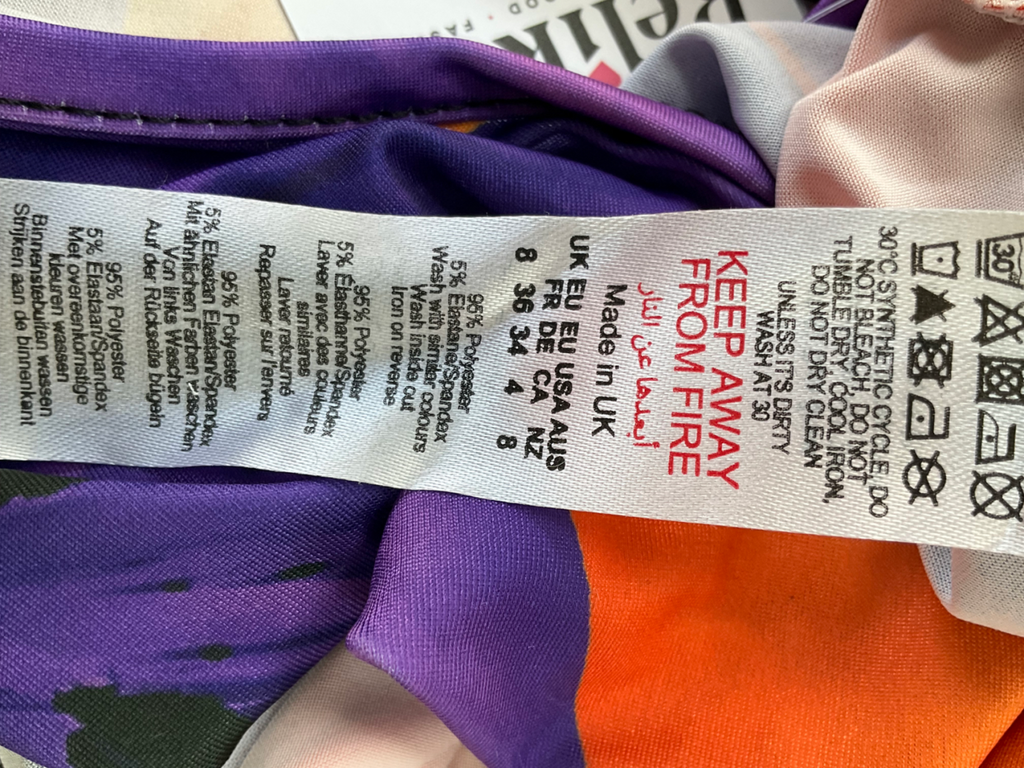 30°
30°C SYNTHETIC CYCLE, DO
NOT BLEACH, DO NOT
TUMBLE DRY, COOL IRON,
DO NOT DRY CLEAN
UNLESS ITS DIRTY
WASH AT 30
KEEP AWAY
FROM FIRE
أبعدها عن النار
Made in UK
UK EU EU USA AUS
FR DE CA NZ
8 36 34 4 8
95% Polyester
5% Elastane/Spandex
Wash with similar colours
Wash inside out
Iron on reverse
95% Polyester
5% Elasthanne/Spandex
Laver avec des couleurs
similaires
Laver retourné
Repasser sur l'envers
95% Polyester
5% Elastan Elastan/Spandex
Mit ähnlichen Farben waschen
Von links Waschen
Auf der Rückseite bügeln
95% Polyester
5% Elastaan/Spandex
Met overeenkomstige
kleuren wassen
Binnenstebuiten wassen
Strijken aan de binnenkant